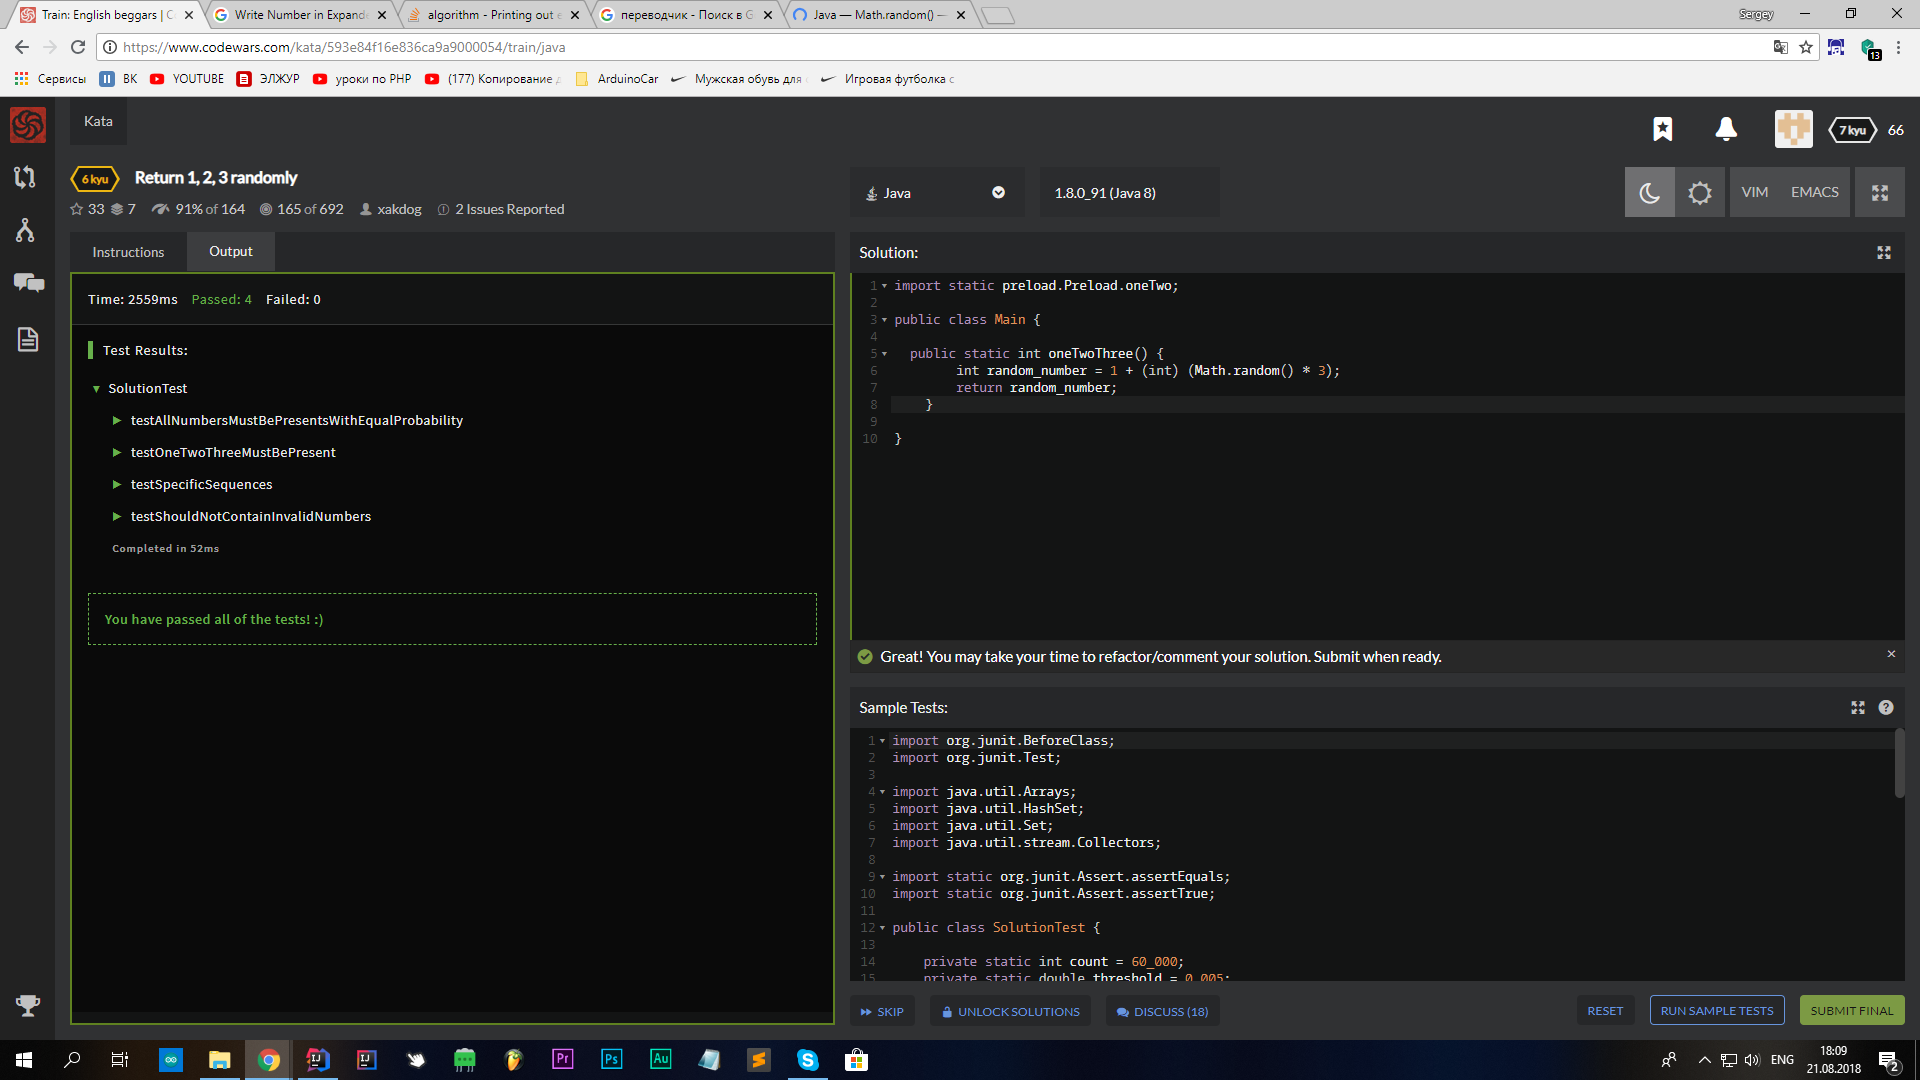 Train: English beggars | C
Write Number in Expand
algorithm - Printing out
переводчик - Поиск в G
Java — Math.random() —
Sergey
https://www.codewars.com/kata/593e84f16e836ca9a9000054/train/java
13
Сервисы ВК YOUTUBE ЭЛЖУР уроки по PHP (177) Копирование ArduinoCar Мужская обувь для Игровая футболка с
Kata
7 kyu 66
6 kyu Return 1, 2, 3 randomly
33 7 91% of 164 165 of 692 xakdog 2 Issues Reported
Java
1.8.0_91 (Java 8)
VIM EMACS
Instructions Output
Time: 2559ms Passed: 4 Failed: 0
Test Results:
SolutionTest
testAllNumbersMustBePresentsWithEqualProbability
testOneTwoThreeMustBePresent
testSpecificSequences
testShouldNotContainInvalidNumbers
Completed in 52ms
You have passed all of the tests! :)
Solution:
1 import static preload.Preload.oneTwo;
2
3 public class Main {
4
5 public static int oneTwoThree() {
6 int random_number = 1 + (int) (Math.random() * 3);
7 return random_number;
8 }
9
10 }
Great! You may take your time to refactor/comment your solution. Submit when ready.
Sample Tests:
1 import org.junit.BeforeClass;
2 import org.junit.Test;
3
4 import java.util.Arrays;
5 import java.util.HashSet;
6 import java.util.Set;
7 import java.util.stream.Collectors;
8
9 import static org.junit.Assert.assertEquals;
10 import static org.junit.Assert.assertTrue;
11
12 public class SolutionTest {
13
14 private static int count = 60_000;
15 private static double threshold = 0.005;
SKIP UNLOCK SOLUTIONS DISCUSS (18)
RESET RUN SAMPLE TESTS SUBMIT FINAL
Pr Ps Au
ENG
18:09
21.08.2018
2